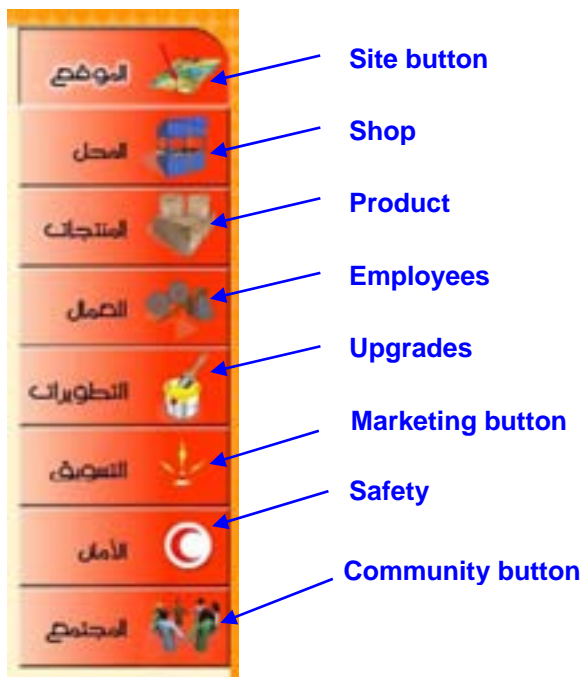 الموقع
Site button
المحل
Shop
المنتجات
Product
العمال
Employees
التطويرات
Upgrades
التسويق
Marketing button
الأمان
Safety
المجتمع
Community button